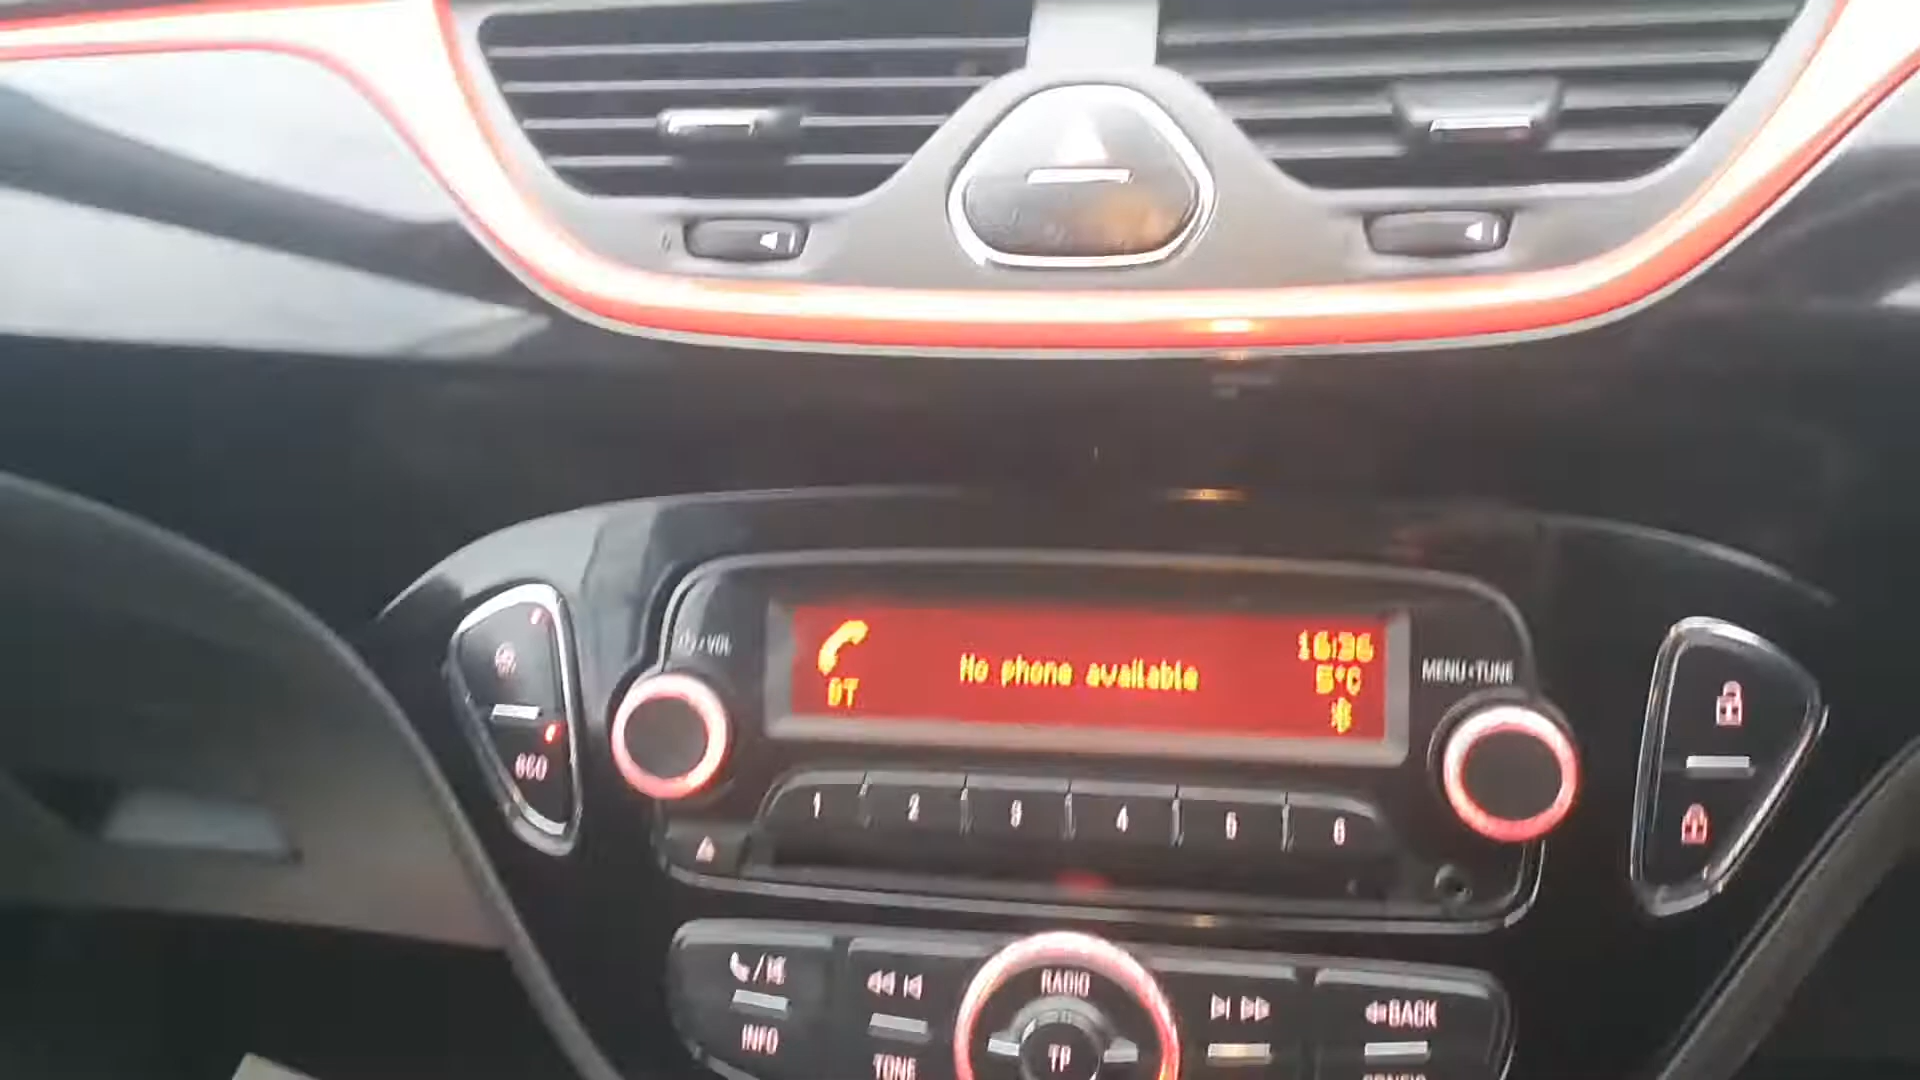 ⏻/VOL
MENU•TUNE
No phone available
16:36
5°C
BT
ECO
1 2 3 4 5 6
INFO
TONE
RADIO
TP
BACK
CONFIG